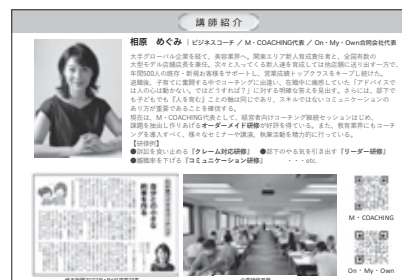 講師紹介
相原 めぐみ | ビジネスコーチ / M・COACHING代表 / On・My・Own合同会社代表
大手グローバル企業を経て、美容業界へ。関東エリア新人育成責任者と、全国有数の
大型モデル店舗店長を兼任。次々と入ってくる新人達を育成しては他店舗に送り出す一方で、
年間500人の既存・新規お客様をサポートし、営業成績トップクラスをキープし続けた。
退職後、子育てに奮闘する中でコーチングに出逢い、在職中に痛感していた「アドバイスで
は人の心は動かない。ではどうすれば?」に対する明確な答えを見出す。さらには、部下で
も子どもでも「人を育む」ことの軸は同じであり、スキルではないコミュニケーションの
あり方が重要であることを確信する。
現在は、M・COACHING代表として、経営者向けコーチング継続セッションはじめ、
課題を抽出し作りあげるオーダーメイド研修が好評を得ている。また、教育業界にもコーチ
ングを導入すべく、様々なセミナーや講演、執筆活動を精力的に行っている。
【研修例】
●訴訟を食い止める『クレーム対応研修』 ●部下のやる気を引き出す『リーダー研修』
●離職率を下げる『コミュニケーション研修』 ・・・etc.
M・COACHING
On・My・Own